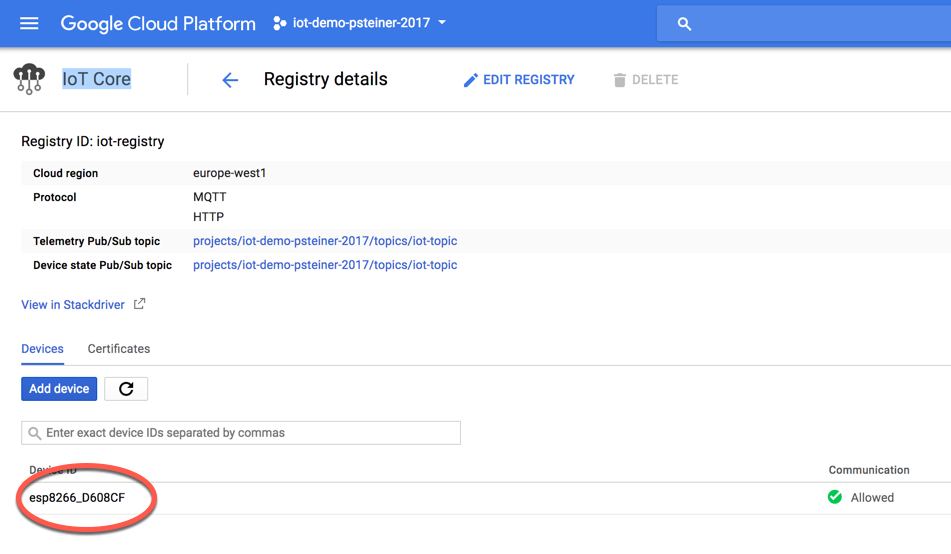 Google Cloud Platform iot-demo-psteiner-2017
IoT Core Registry details EDIT REGISTRY DELETE
Registry ID: iot-registry
Cloud region europe-west1
Protocol MQTT
HTTP
Telemetry Pub/Sub topic projects/iot-demo-psteiner-2017/topics/iot-topic
Device state Pub/Sub topic projects/iot-demo-psteiner-2017/topics/iot-topic
View in Stackdriver
Devices Certificates
Add device
Enter exact device IDs separated by commas
Device ID Communication
esp8266_D608CF Allowed